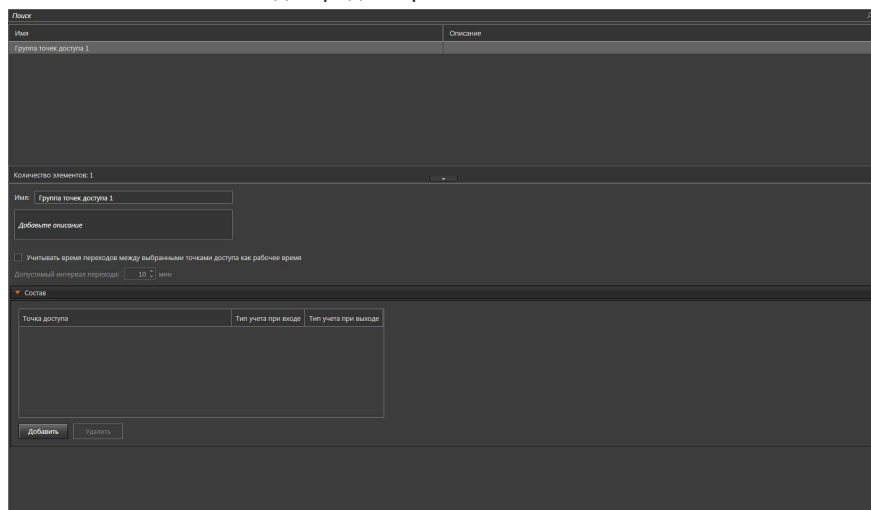 Поиск
Имя Описание
Группа точек доступа 1
Количество элементов: 1
Имя: Группа точек доступа 1
Добавьте описание
Учитывать время переходов между выбранными точками доступа как рабочее время
Допустимый интервал перехода: 10 мин
Состав
Точка доступа Тип учета при входе Тип учета при выходе
Добавить Удалить